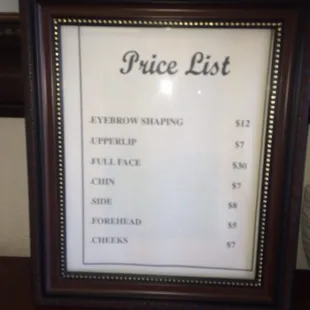 Price List
.EYEBROW SHAPING $12
.UPPERLIP $7
.FULL FACE $30
.CHIN $7
.SIDE $8
.FOREHEAD $5
.CHEEKS $7